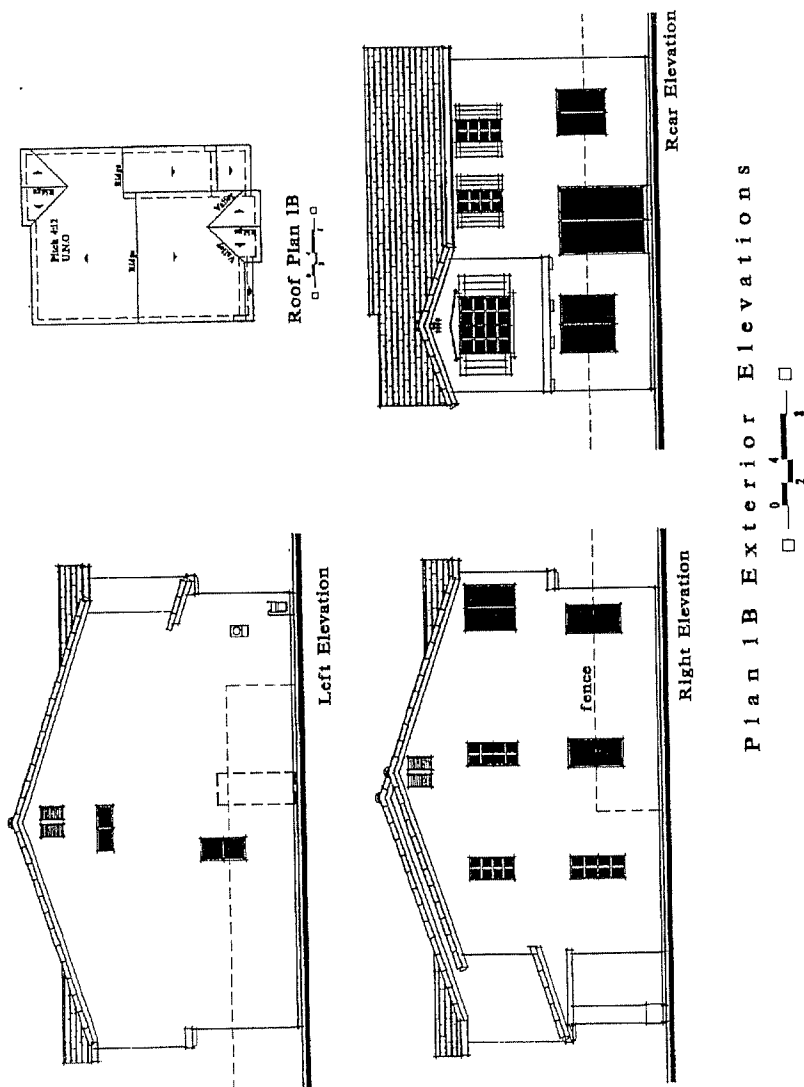 Left Elevation
Ridge
Pitch 4:12
U.N.O
Ridge
Valley
Valley
Roof Plan 1B
fence
Right Elevation
Rear Elevation
Plan 1B Exterior Elevations
0 2 4 8